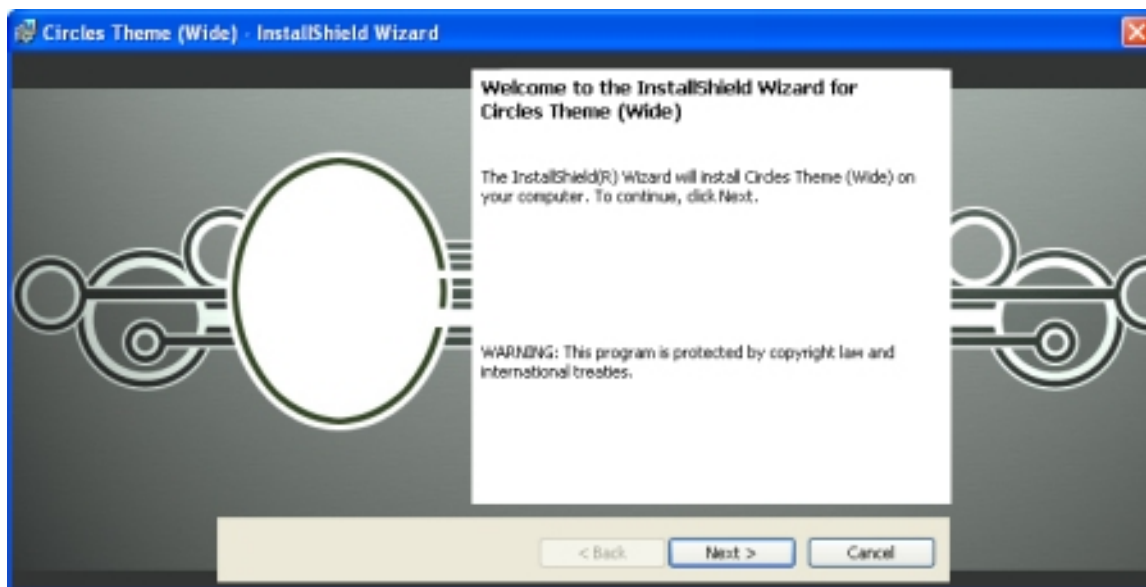 Circles Theme (Wide) - InstallShield Wizard
Welcome to the InstallShield Wizard for
Circles Theme (Wide)
The InstallShield(R) Wizard will install Circles Theme (Wide) on
your computer. To continue, click Next.
WARNING: This program is protected by copyright law and
international treaties.
< Back
Next >
Cancel